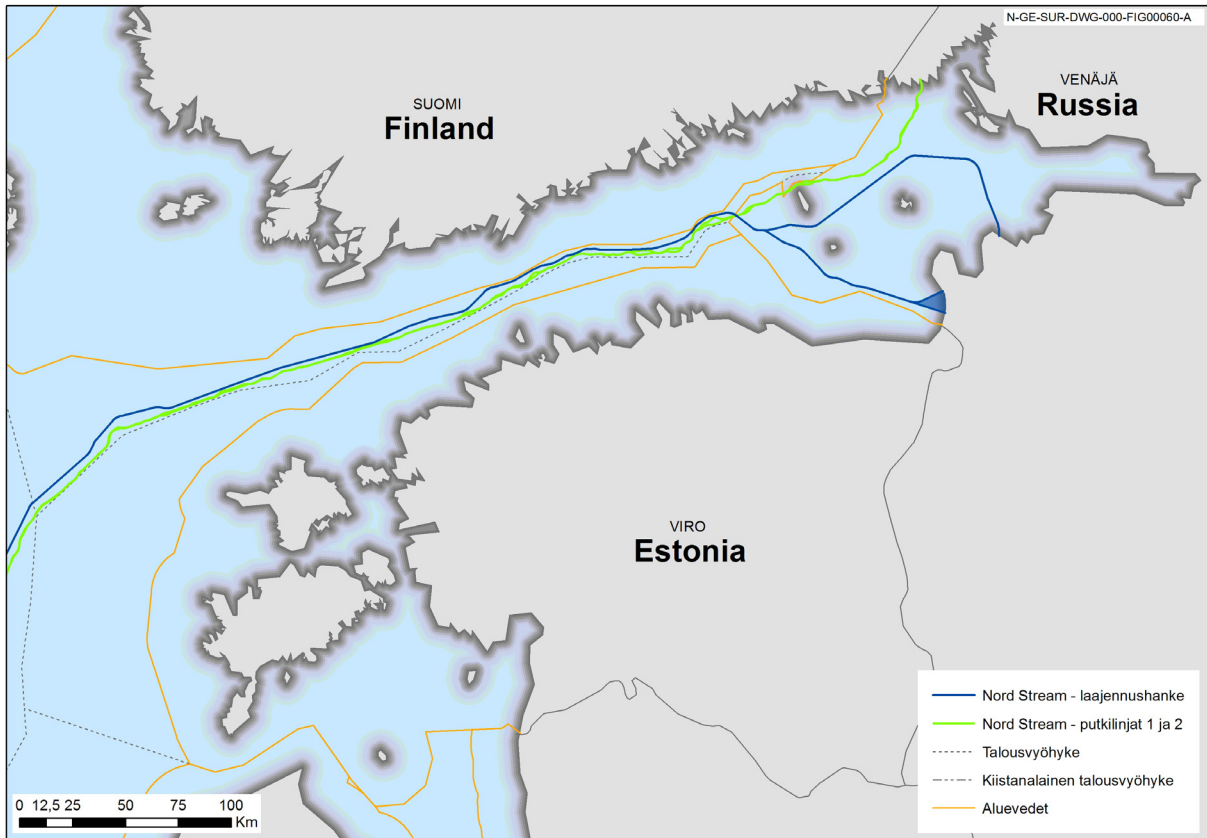 N-GE-SUR-DWG-000-FIG00060-A
VENÄJÄ
Russia
SUOMI
Finland
VIRO
Estonia
Nord Stream - laajennushanke
Nord Stream - putkilinjat 1 ja 2
Talousvyöhyke
Kiistanalainen talousvyöhyke
Aluevedet
0 12,5 25 50 75 100
Km